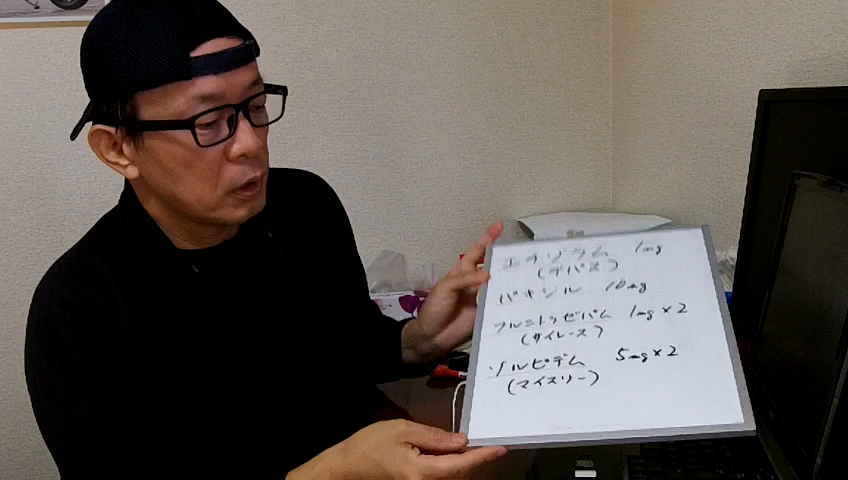 エチゾラム 1mg
(デパス)
パキシル 10mg
フルニトラゼパム 1mg×2
(サイレース)
ゾルピデム 5mg×2
(マイスリー)